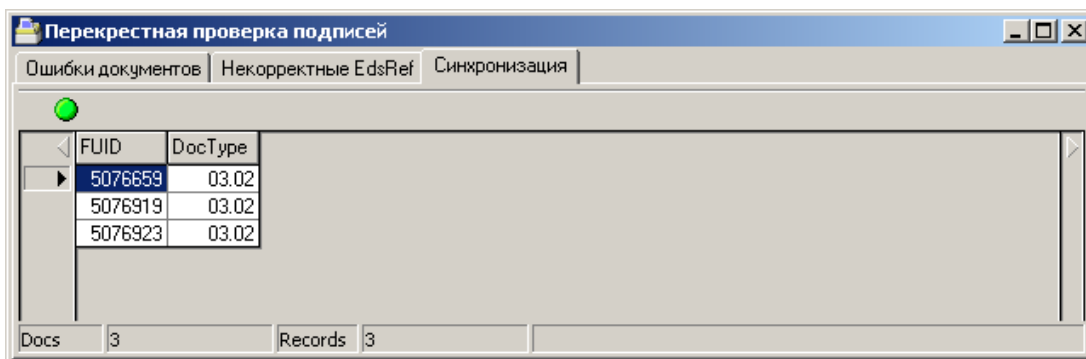 Перекрестная проверка подписей
Ошибки документов Некорректные EdsRef Синхронизация
FUID DocType
5076659 03.02
5076919 03.02
5076923 03.02
Docs 3 Records 3